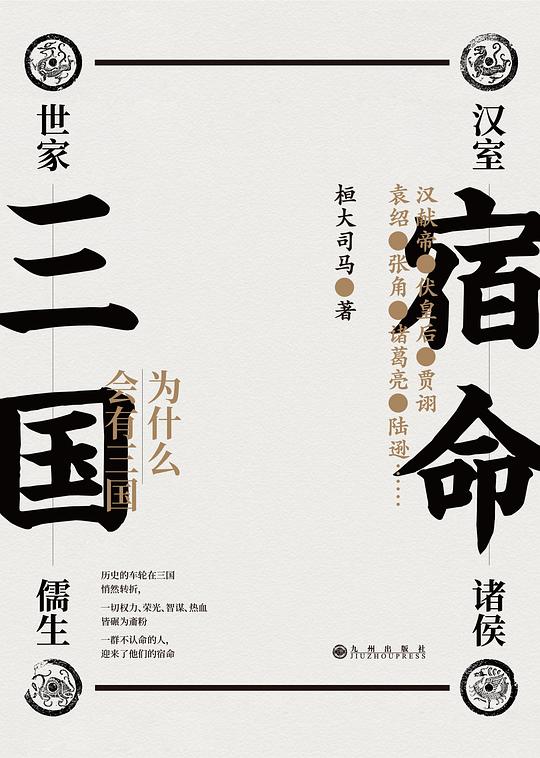 汉室
宿命
诸侯
汉献帝●伏皇后●贾诩
袁绍●张角●诸葛亮●陆逊……
桓大司马●著
世家
三国
儒生
为什么
会有三国
历史的车轮在三国
悄然转折，
一切权力、荣光、智谋、热血
皆碾为齑粉
一群不认命的人，
迎来了他们的宿命
九州出版社
JIUZHOUPRESS